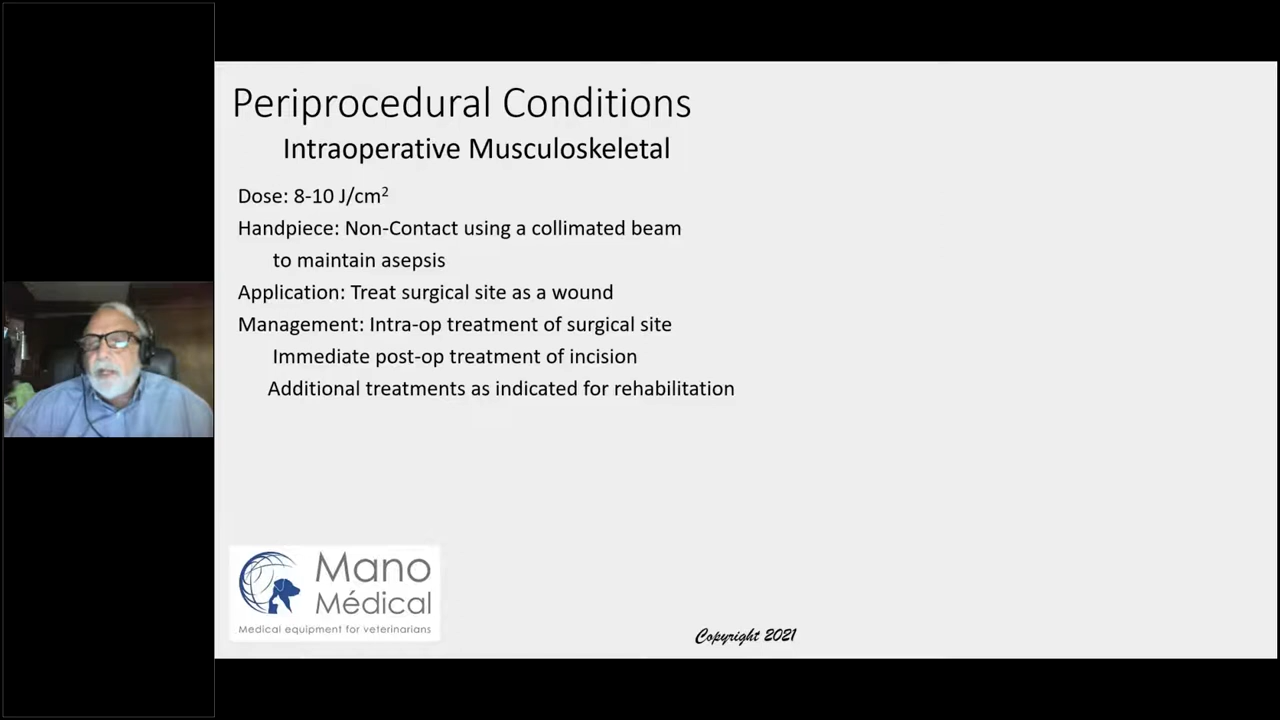 Periprocedural Conditions
Intraoperative Musculoskeletal
Dose: 8-10 J/cm²
Handpiece: Non-Contact using a collimated beam
to maintain asepsis
Application: Treat surgical site as a wound
Management: Intra-op treatment of surgical site
Immediate post-op treatment of incision
Additional treatments as indicated for rehabilitation
Mano
Médical
Medical equipment for veterinarians
Copyright 2021